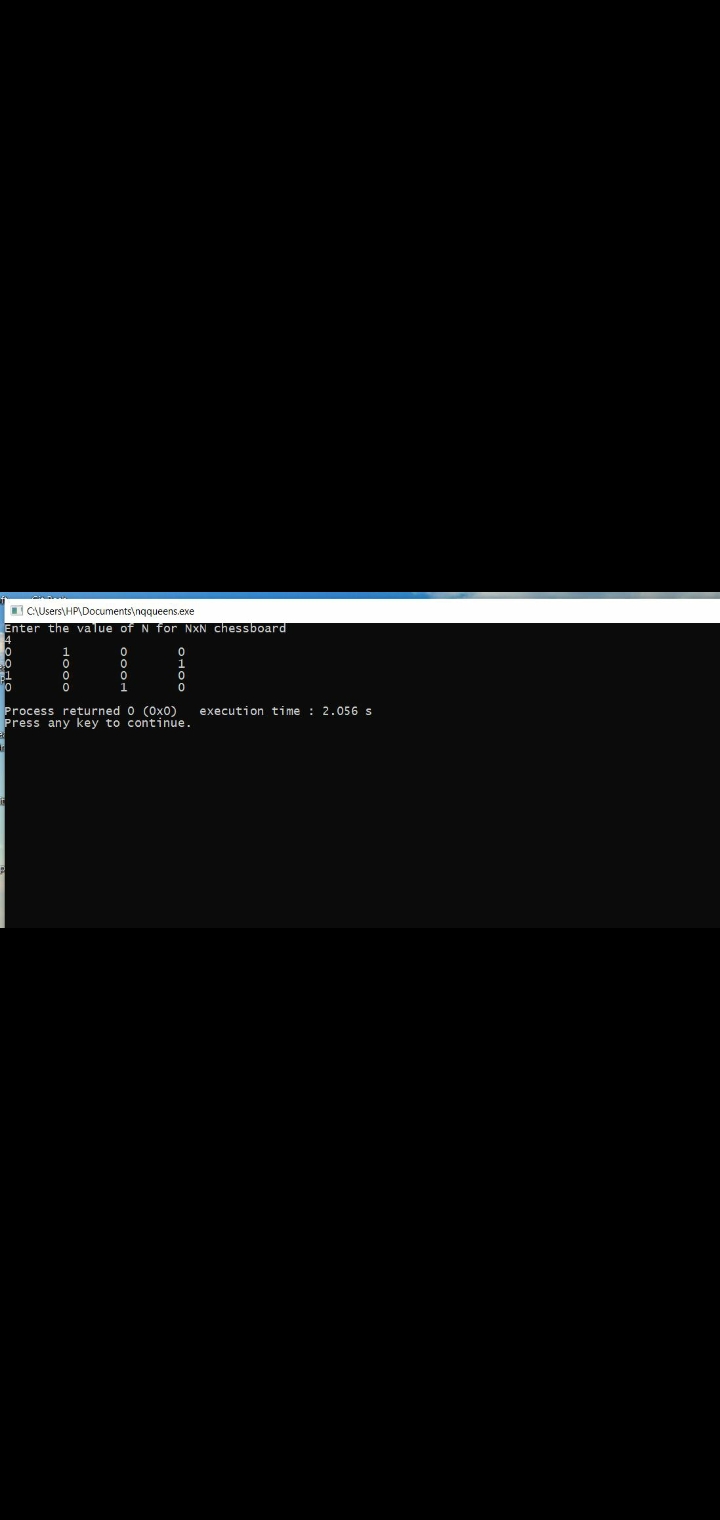 C:\Users\HP\Documents\nqqueens.exe
Enter the value of N for NxN chessboard
4
0 1 0 0
0 0 0 1
1 0 0 0
0 0 1 0
Process returned 0 (0x0) execution time : 2.056 s
Press any key to continue.